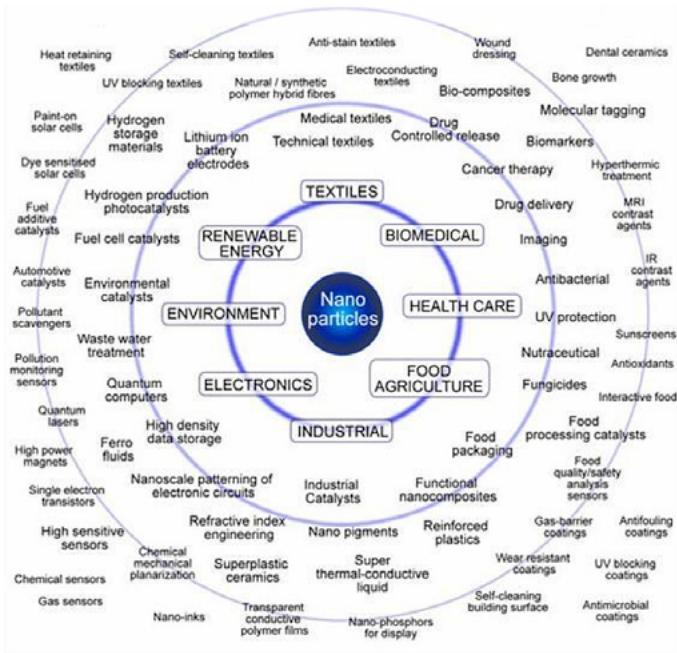 Anti-stain textiles
Wound
dressing
Heat retaining
textiles
Self-cleaning textiles
Dental ceramics
UV blocking textiles
Natural / synthetic
polymer hybrid fibres
Electroconducting
textiles
Bio-composites
Bone growth
Paint-on
solar cells
Hydrogen
storage
materials
Lithium ion
battery
electrodes
Medical textiles
Technical textiles
Drug
Controlled release
Molecular tagging
Biomarkers
Dye sensitised
solar cells
Cancer therapy
Hyperthermic
treatment
Hydrogen production
photocatalysts
TEXTILES
Drug delivery
MRI
contrast
agents
Fuel
additive
catalysts
Fuel cell catalysts
RENEWABLE
ENERGY
BIOMEDICAL
Imaging
IR
contrast
agents
Automotive
catalysts
Environmental
catalysts
Antibacterial
Pollutant
scavengers
ENVIRONMENT
Nano
particles
HEALTH CARE
UV protection
Sunscreens
Waste water
treatment
Nutraceutical
Antioxidants
Pollution
monitoring
sensors
Quantum
computers
ELECTRONICS
FOOD
AGRICULTURE
Fungicides
Interactive food
Quantum
lasers
High density
data storage
INDUSTRIAL
Food
processing catalysts
High power
magnets
Ferro
fluids
Food
packaging
Food
quality/safety
analysis
sensors
Single electron
transistors
Nanoscale patterning of
electronic circuits
Industrial
Catalysts
Functional
nanocomposites
High sensitive
sensors
Refractive index
engineering
Nano pigments
Reinforced
plastics
Gas-barrier
coatings
Antifouling
coatings
Chemical
mechanical
planarization
Superplastic
ceramics
Super
thermal-conductive
liquid
Wear resistant
coatings
UV blocking
coatings
Chemical sensors
Gas sensors
Nano-inks
Transparent
conductive
polymer films
Nano-phosphors
for display
Self-cleaning
building surface
Antimicrobial
coatings